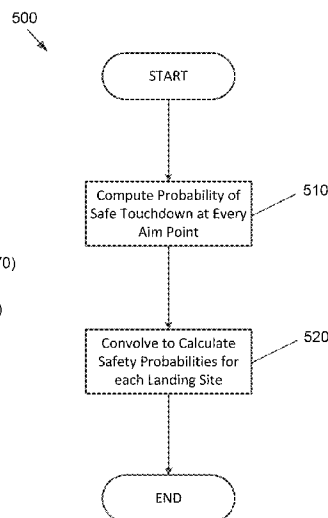 500
START
Compute Probability of
Safe Touchdown at Every
Aim Point
510
0)
)
Convolve to Calculate
Safety Probabilities for
each Landing Site
520
END